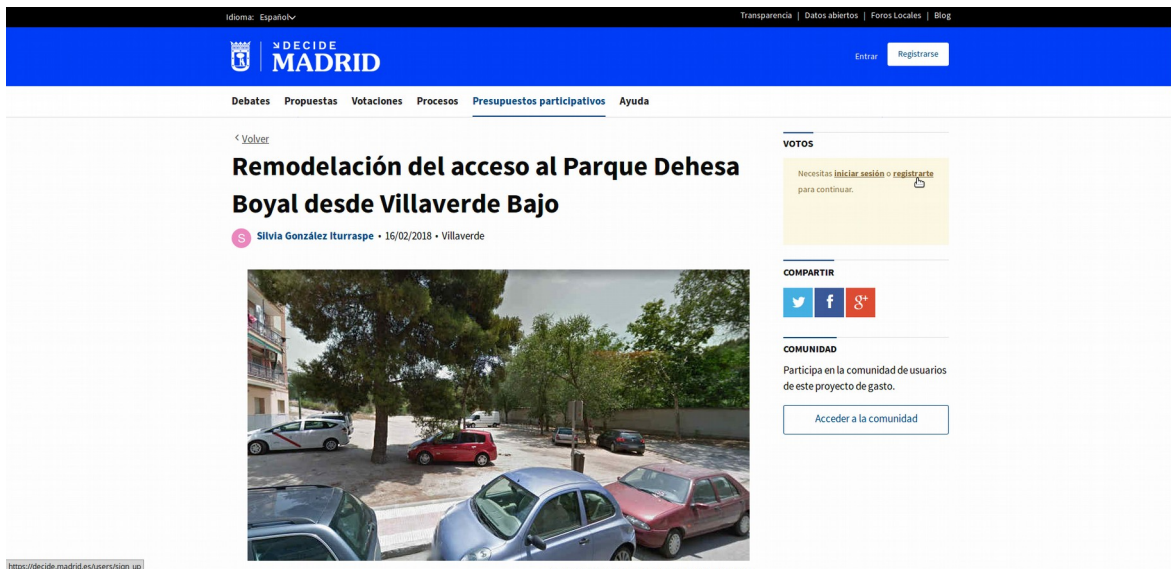 Idioma: Español
Transparencia | Datos abiertos | Foros Locales | Blog
DECIDE
MADRID
Entrar
Registrarse
Debates Propuestas Votaciones Procesos Presupuestos participativos Ayuda
Volver
Remodelación del acceso al Parque Dehesa
Boyal desde Villaverde Bajo
S
Silvia González Iturraspe • 16/02/2018 • Villaverde
VOTOS
Necesitas iniciar sesión o registrarte
para continuar.
COMPARTIR
f
g+
COMUNIDAD
Participa en la comunidad de usuarios
de este proyecto de gasto.
Acceder a la comunidad
https://decide.madrid.es/users/sign_up